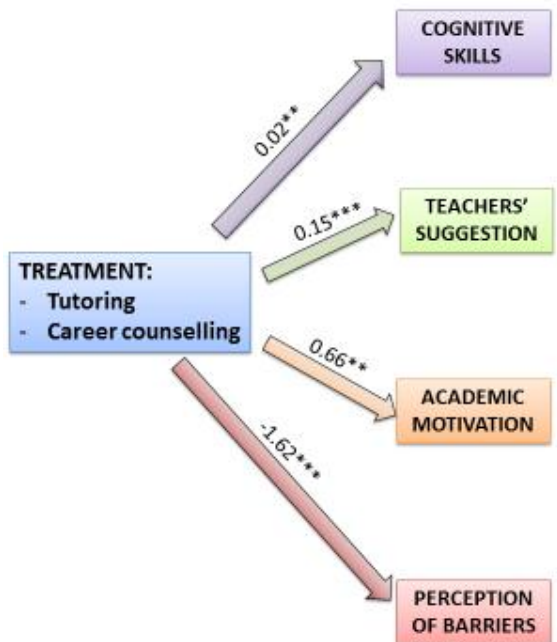 COGNITIVE
SKILLS
0.02**
0.15***
TEACHERS'
SUGGESTION
TREATMENT:
- Tutoring
- Career counselling
0.66**
ACADEMIC
MOTIVATION
-1.62***
PERCEPTION
OF BARRIERS